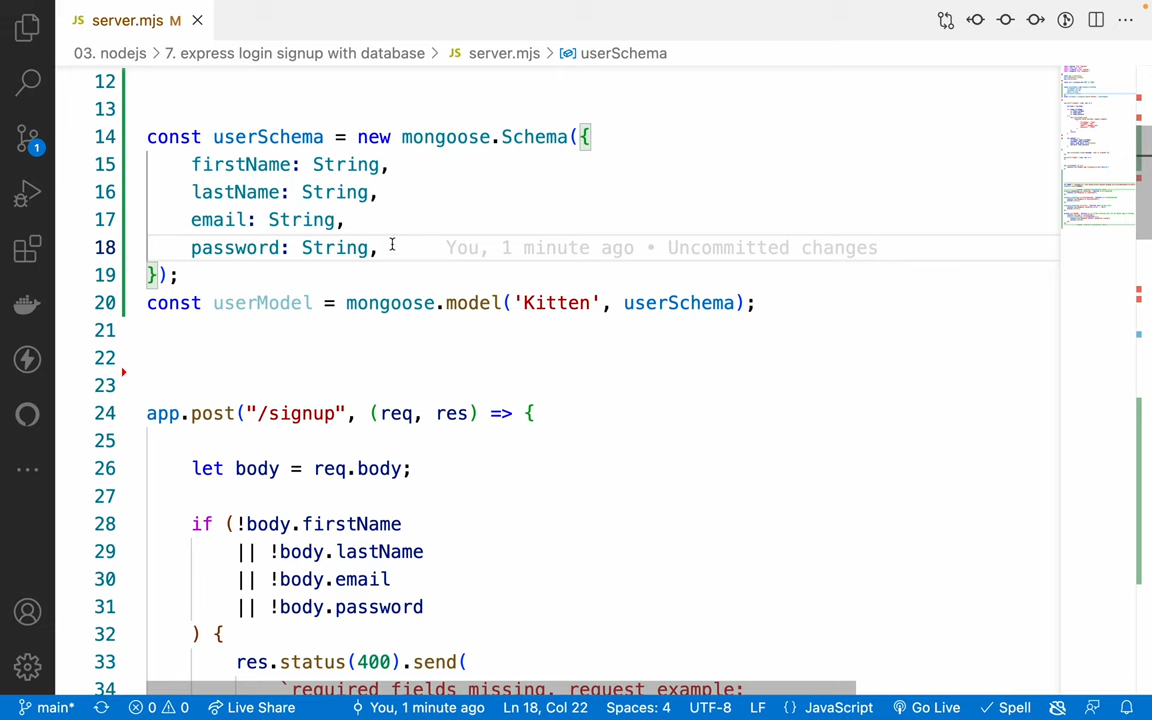 JS server.mjs M
03. nodejs > 7. express login signup with database > JS server.mjs > userSchema
12
13
14 const userSchema = new mongoose.Schema({
15 firstName: String,
16 lastName: String,
17 email: String,
18 password: String, You, 1 minute ago • Uncommitted changes
19 });
20 const userModel = mongoose.model('Kitten', userSchema);
21
22
23
24 app.post("/signup", (req, res) => {
25
26 let body = req.body;
27
28 if (!body.firstName
29 || !body.lastName
30 || !body.email
31 || !body.password
32 ) {
33 res.status(400).send(
34 `required fields missing, request example:
1
main* 0 0 Live Share You, 1 minute ago Ln 18, Col 22 Spaces: 4 UTF-8 LF {} JavaScript Go Live Spell